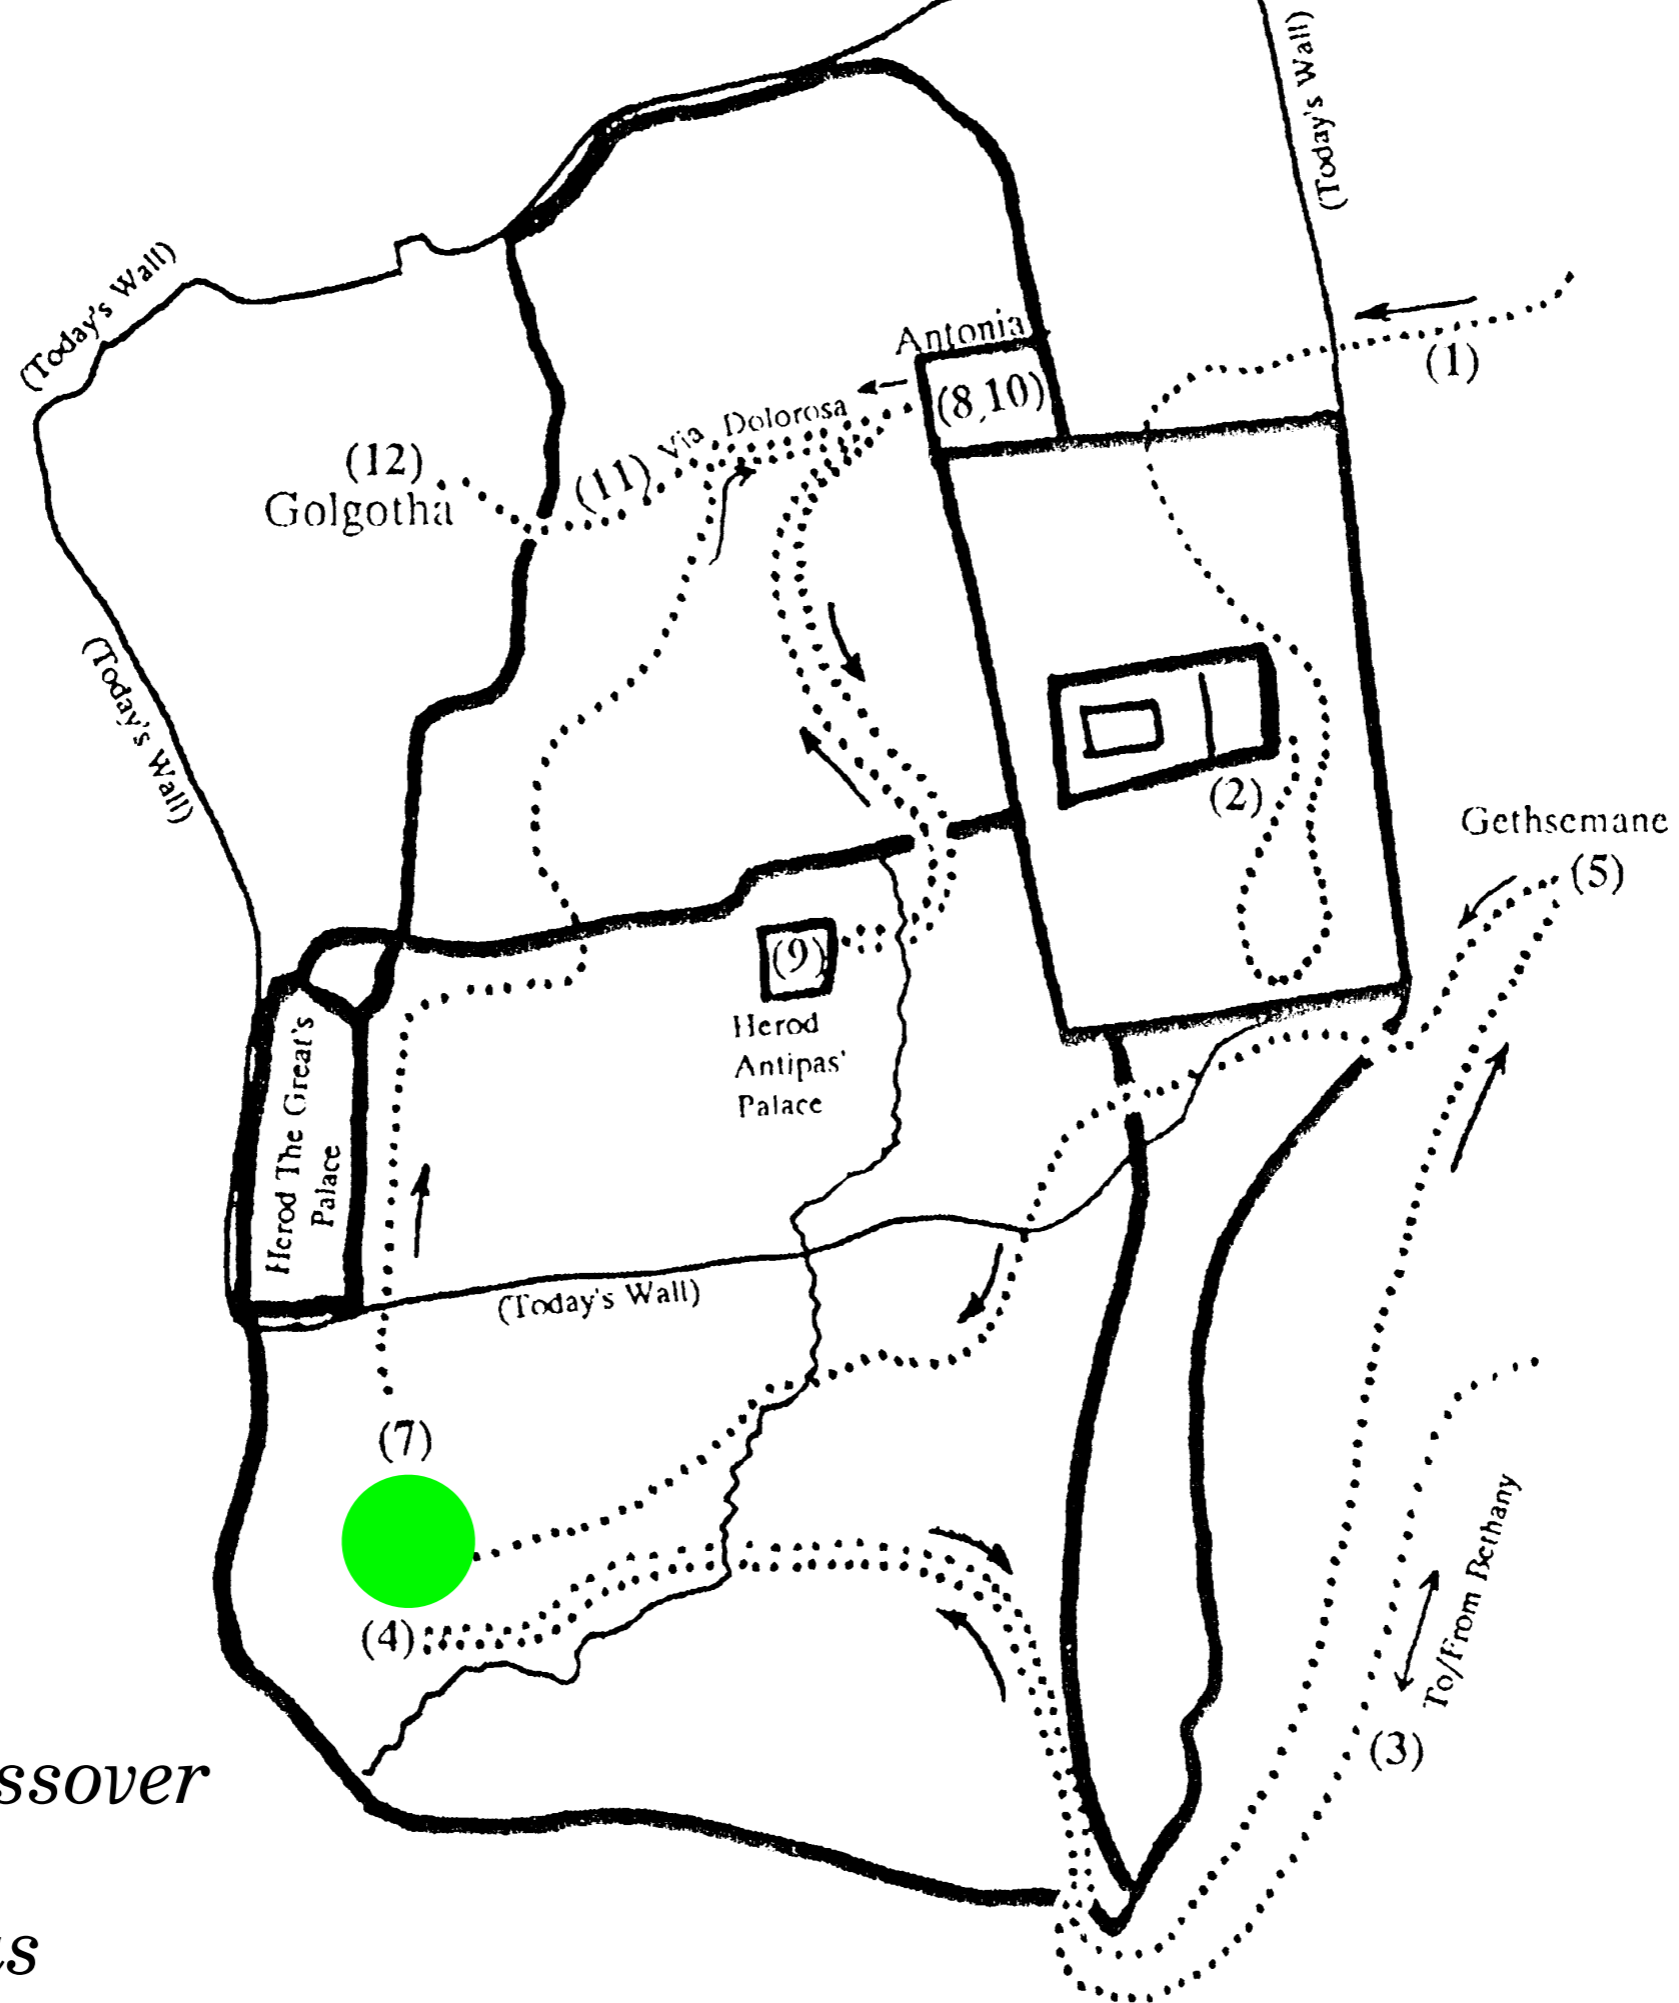 (Today's Wall)
(Today's Wall)
(1)
Antonia
(8,10)
Via Dolorosa
(11)
(12)
Golgotha
(Today's Wall)
(2)
Gethsemane
(5)
(9)
Herod
Antipas'
Palace
Herod The Great's
Palace
(Today's Wall)
(7)
(4)
To/From Bethany
(3)
ssover